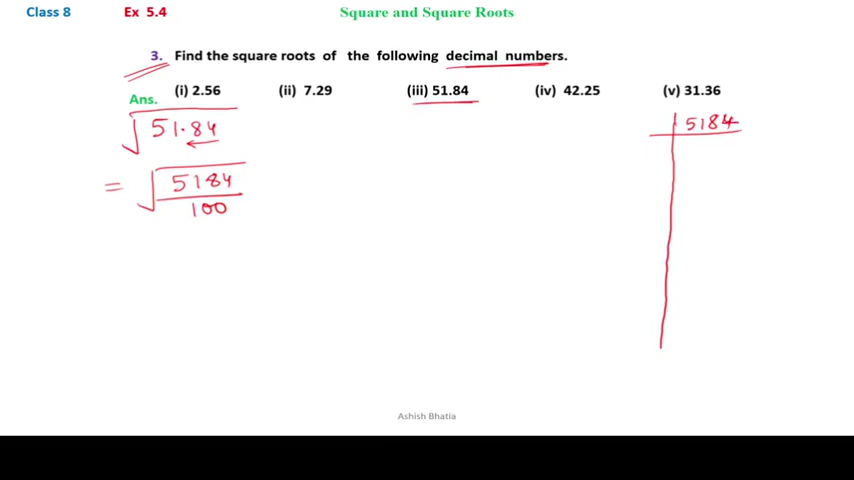 Class 8 Ex 5.4 Square and Square Roots
3. Find the square roots of the following decimal numbers.
(i) 2.56 (ii) 7.29 (iii) 51.84 (iv) 42.25 (v) 31.36
Ans.
√51.84
5184
= √5184/100
Ashish Bhatia